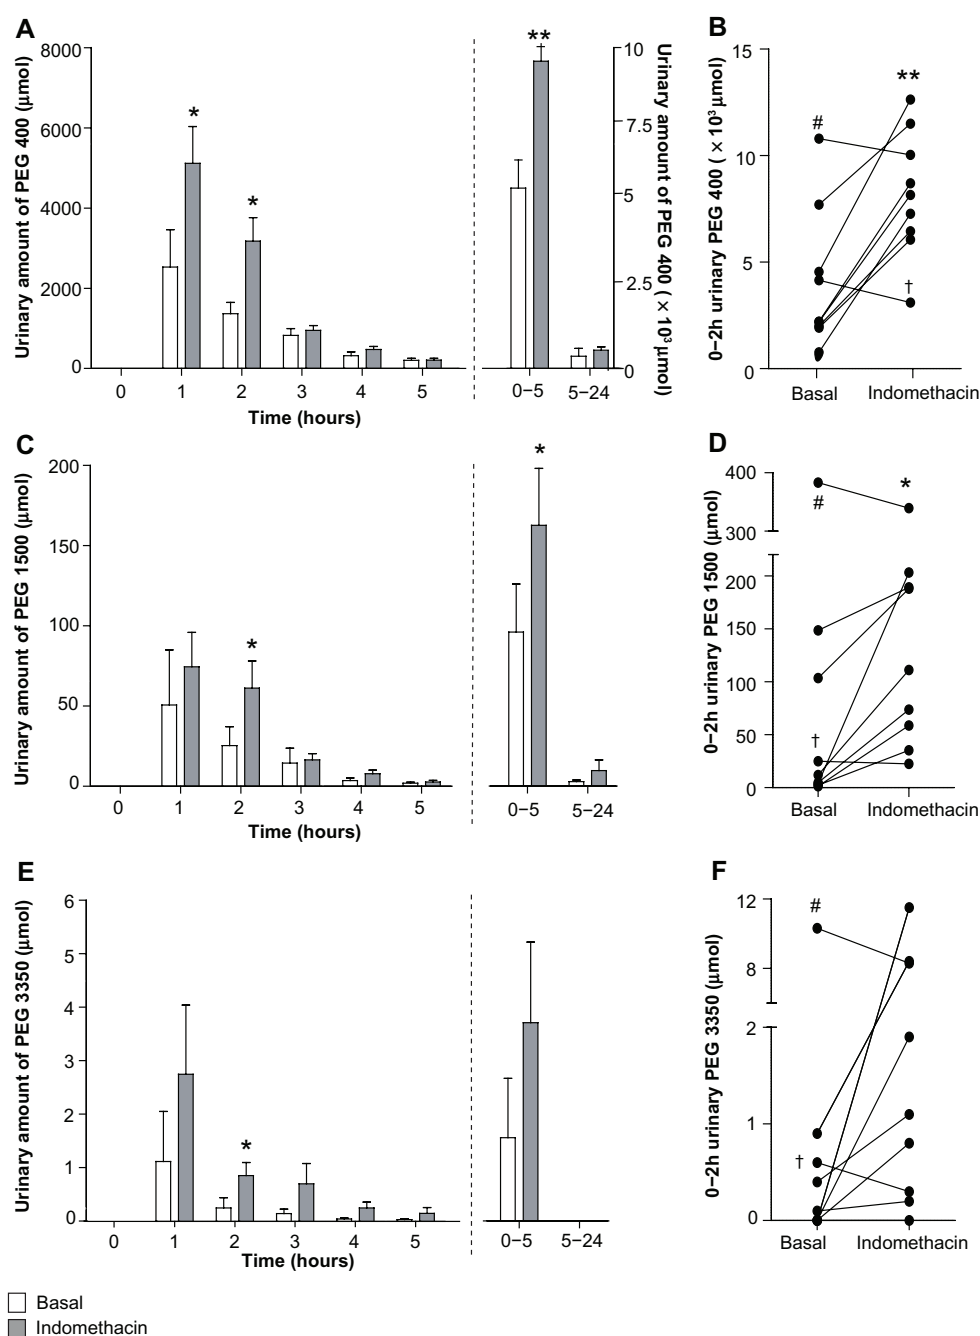 A
Urinary amount of PEG 400 (μmol)
8000
6000
4000
2000
0
*
*
0 1 2 3 4 5
Time (hours)
**
†
10
7.5
5
2.5
0
Urinary amount of PEG 400 ( × 10³ μmol)
0–5 5–24
B
0–2h urinary PEG 400 ( × 10³ μmol)
15
10
5
0
#
**
†
Basal Indomethacin
C
Urinary amount of PEG 1500 (μmol)
200
150
100
50
0
*
0 1 2 3 4 5
Time (hours)
*
0–5 5–24
D
0–2h urinary PEG 1500 (μmol)
400
300
200
150
100
50
0
#
*
†
Basal Indomethacin
E
Urinary amount of PEG 3350 (μmol)
6
5
4
3
2
1
0
*
0 1 2 3 4 5
Time (hours)
0–5 5–24
F
0–2h urinary PEG 3350 (μmol)
12
8
2
1
0
#
†
Basal Indomethacin
Basal
Indomethacin